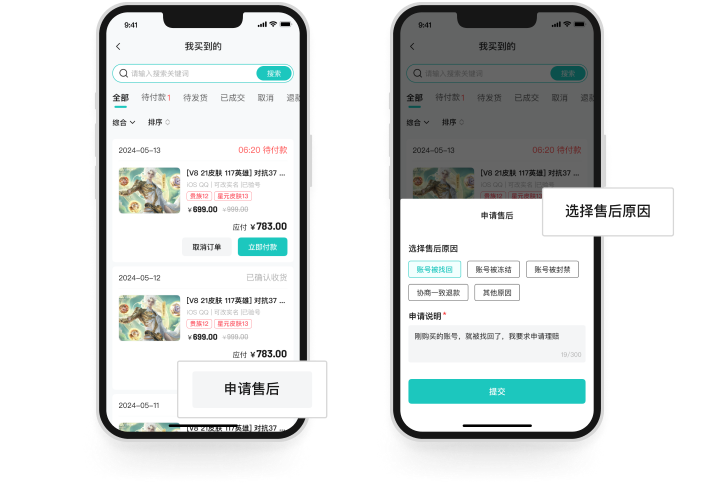 9:41
我买到的
请输入搜索关键词
搜索
全部 待付款1 待发货 已成交 取消 退款
综合 排序
2024-05-13 06:20 待付款
[V8 21皮肤 117英雄] 对抗37 ...
iOS QQ | 可改实名 |已验号
贵族12 星元皮肤13
¥699.00 ¥999.00
应付 ¥783.00
取消订单 立即付款
2024-05-12 已确认收货
[V8 21皮肤 117英雄] 对抗37 ...
iOS QQ | 可改实名 |已验号
贵族12 星元皮肤13
¥699.00 ¥999.00
应付 ¥783.00
申请售后
2024-05-11
[V8 21皮肤 117英雄] 对抗37 ...
9:41
我买到的
请输入搜索关键词
搜索
全部 待付款1 待发货 已成交 取消 退款
综合 排序
2024-05-13 06:20 待付款
[V8 21皮肤 117英雄] 对抗37 ...
iOS QQ | 可改实名 |已验号
贵族12 星元皮肤13
选择售后原因
申请售后
选择售后原因
账号被找回 账号被冻结 账号被封禁
协商一致退款 其他原因
申请说明*
刚购买的账号，就被找回了，我要求申请理赔
18/300
提交